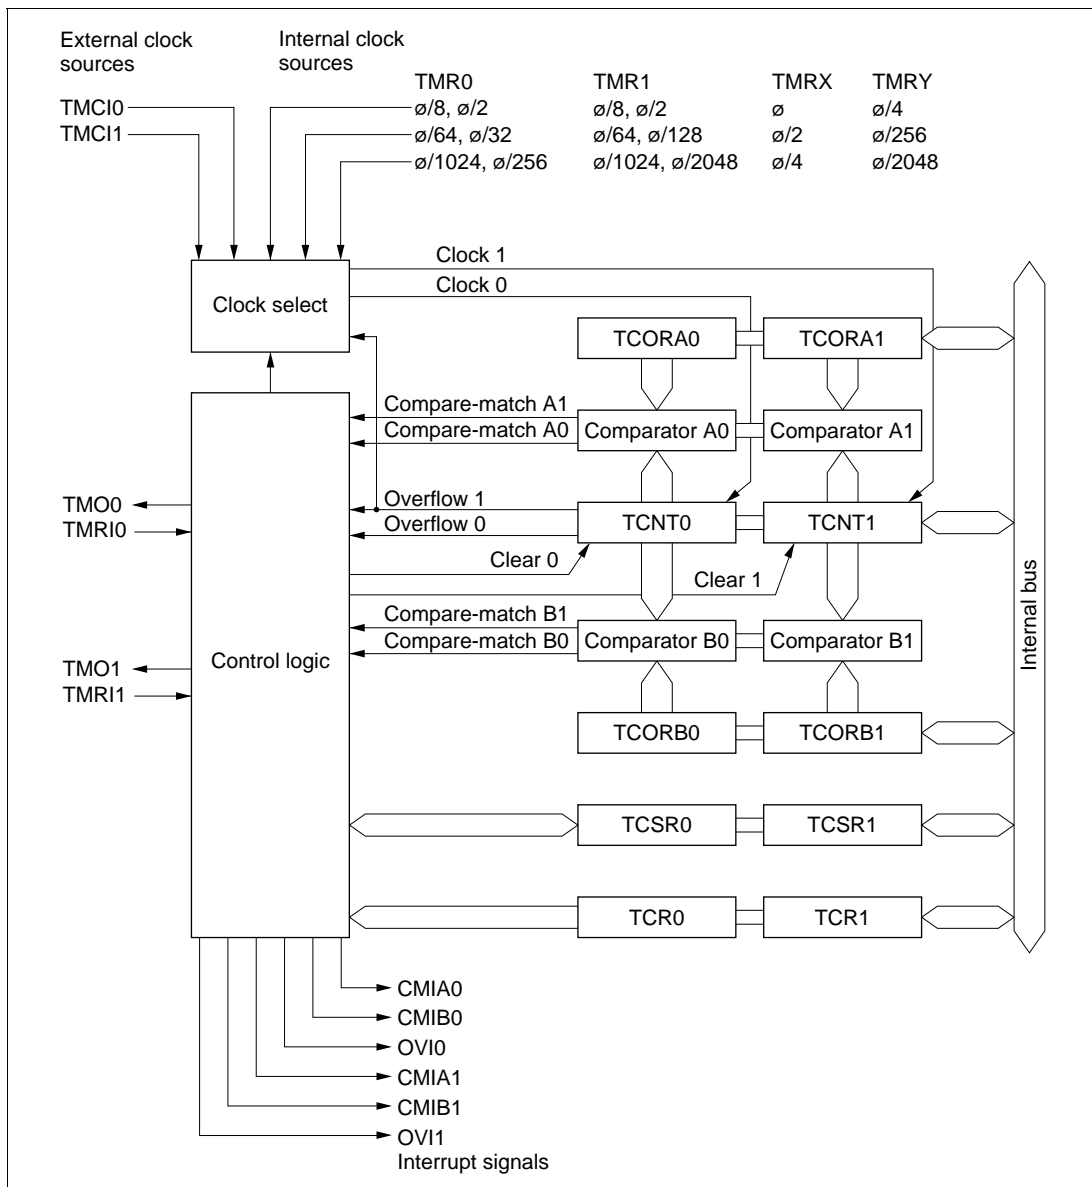 External clock
sources
Internal clock
sources
TMR0 TMR1 TMRX TMRY
TMCI0 ø/8, ø/2 ø/8, ø/2 ø ø/4
TMCI1 ø/64, ø/32 ø/64, ø/128 ø/2 ø/256
ø/1024, ø/256 ø/1024, ø/2048 ø/4 ø/2048
Clock 1
Clock 0
Clock select
TCORA0 TCORA1
Compare-match A1
Compare-match A0
Comparator A0 Comparator A1
TMO0
TMRI0
Overflow 1
Overflow 0
TCNT0 TCNT1
Clear 0
Clear 1
Compare-match B1
Compare-match B0
Comparator B0 Comparator B1
Internal bus
Control logic
TMO1
TMRI1
TCORB0 TCORB1
TCSR0 TCSR1
TCR0 TCR1
CMIA0
CMIB0
OVI0
CMIA1
CMIB1
OVI1
Interrupt signals